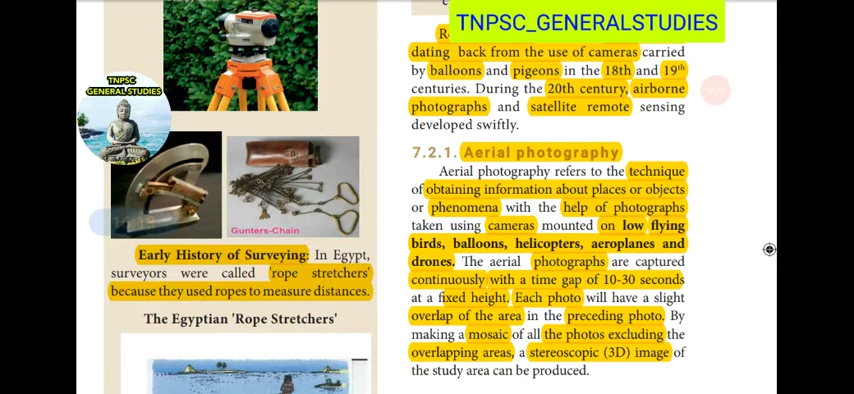 TNPSC_GENERALSTUDIES
TNPSC
GENERAL STUDIES
Gunters-Chain
Early History of Surveying: In Egypt,
surveyors were called 'rope stretchers'
because they used ropes to measure distances.
The Egyptian 'Rope Stretchers'
dating back from the use of cameras carried
by balloons and pigeons in the 18th and 19th
centuries. During the 20th century, airborne
photographs and satellite remote sensing
developed swiftly.
7.2.1. Aerial photography
Aerial photography refers to the technique
of obtaining information about places or objects
or phenomena with the help of photographs
taken using cameras mounted on low flying
birds, balloons, helicopters, aeroplanes and
drones. The aerial photographs are captured
continuously with a time gap of 10-30 seconds
at a fixed height. Each photo will have a slight
overlap of the area in the preceding photo. By
making a mosaic of all the photos excluding the
overlapping areas, a stereoscopic (3D) image of
the study area can be produced.